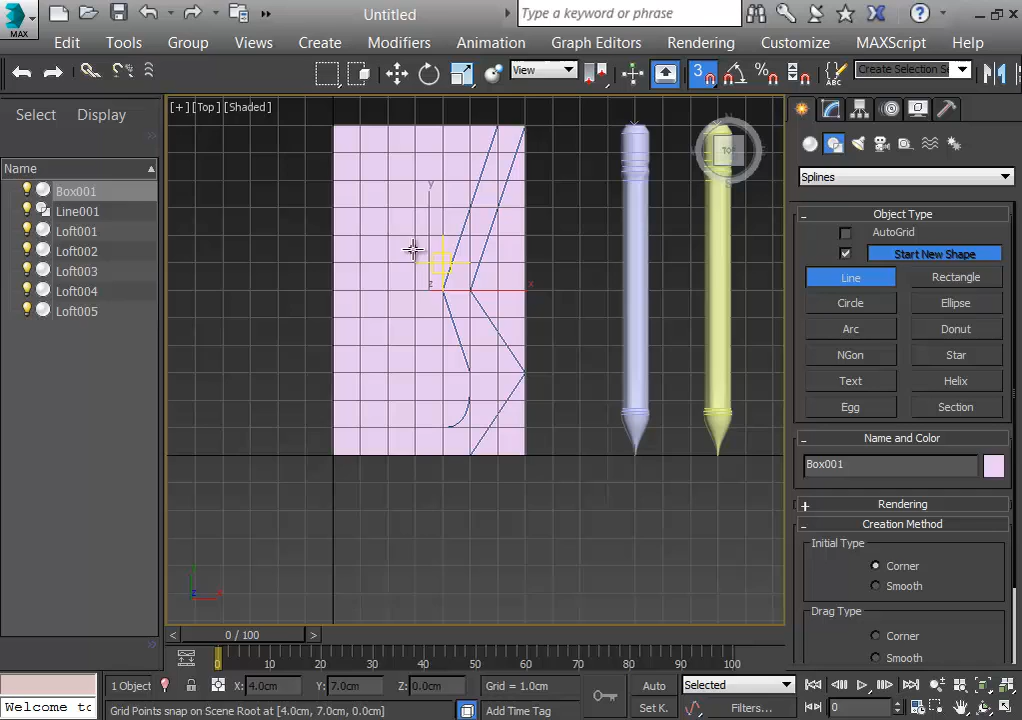 MAX
Untitled
Type a keyword or phrase
Edit Tools Group Views Create Modifiers Animation Graph Editors Rendering Customize MAXScript Help
View
3
ABC
Create Selection Se
Select Display
Name
Box001
Line001
Loft001
Loft002
Loft003
Loft004
Loft005
[+] [Top] [Shaded]
y
z
x
TOP
Splines
Object Type
AutoGrid
Start New Shape
Line Rectangle
Circle Ellipse
Arc Donut
NGon Star
Text Helix
Egg Section
Name and Color
Box001
Rendering
Creation Method
Initial Type
Corner
Smooth
Drag Type
Corner
Smooth
< 0 / 100 >
0 10 20 30 40 50 60 70 80 90 100
1 Object X: 4.0cm Y: 7.0cm Z: 0.0cm Grid = 1.0cm Auto Selected
Welcome to Grid Points snap on Scene Root at [4.0cm, 7.0cm, 0.0cm] Add Time Tag Set K. Filters... 0